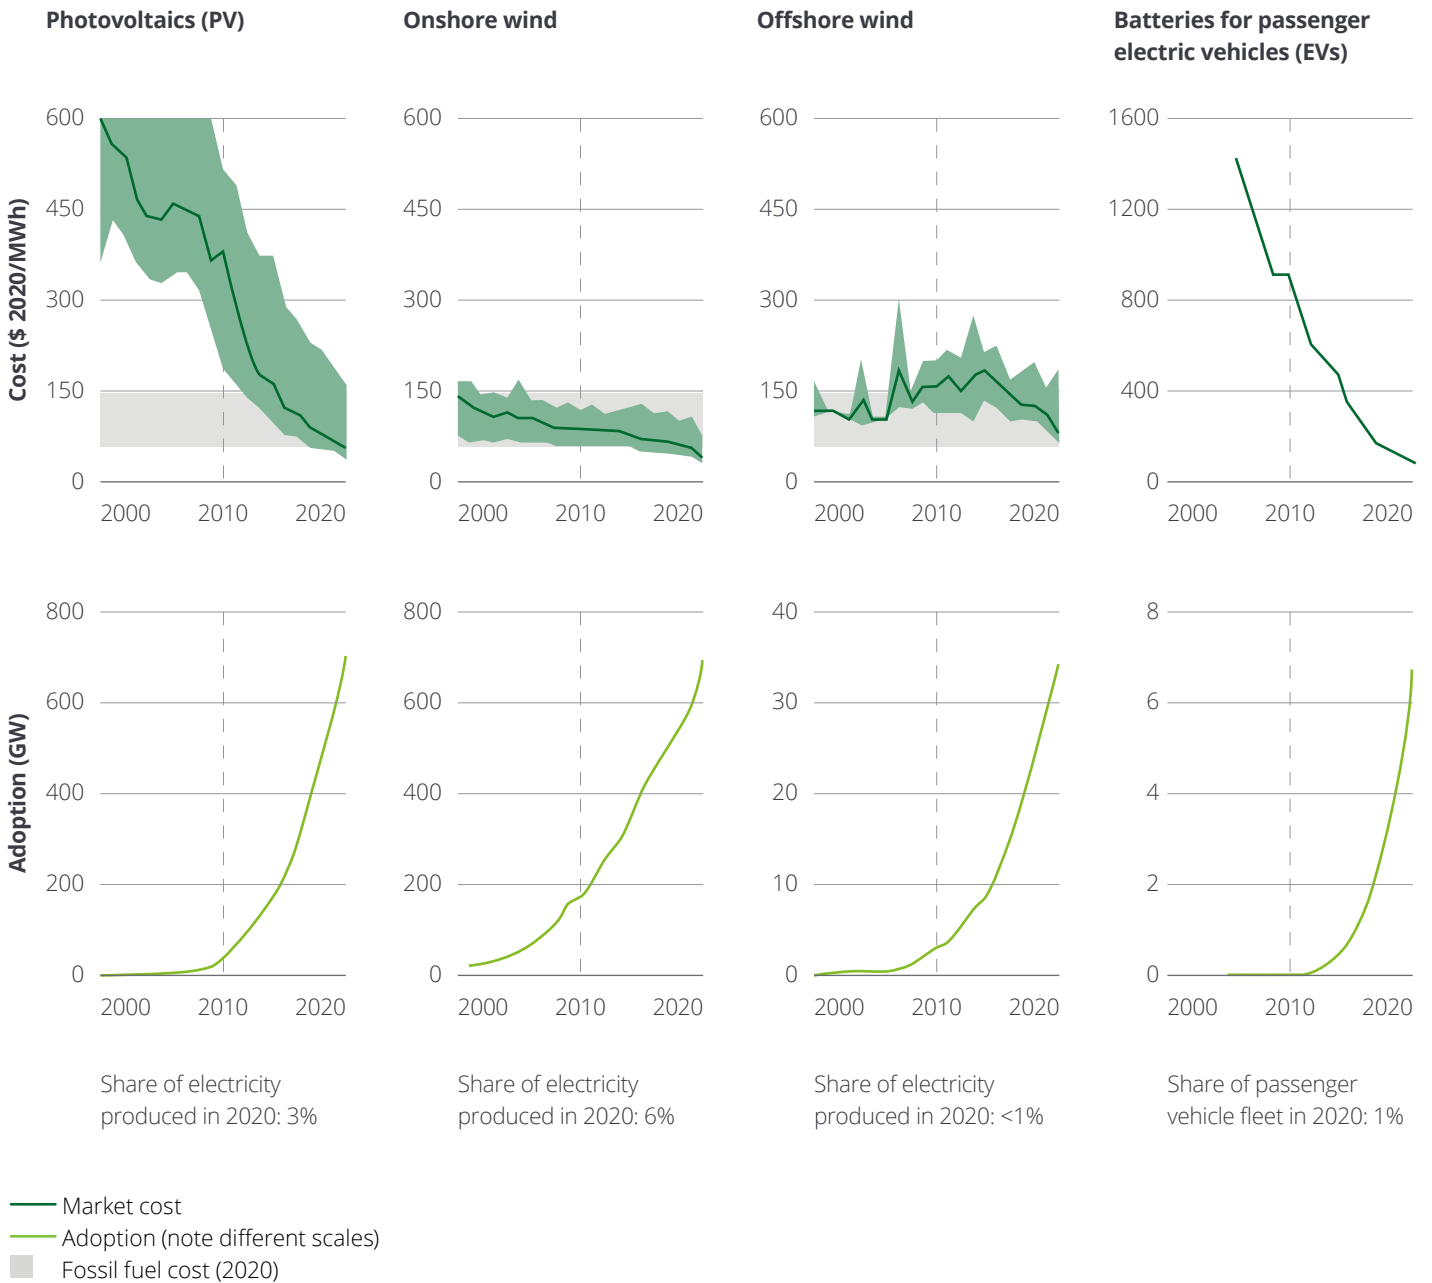 Photovoltaics (PV)
Onshore wind
Offshore wind
Batteries for passenger
electric vehicles (EVs)
Cost ($ 2020/MWh)
600
450
300
150
0
2000 2010 2020
600
450
300
150
0
2000 2010 2020
600
450
300
150
0
2000 2010 2020
1600
1200
800
400
0
2000 2010 2020
Adoption (GW)
800
600
400
200
0
2000 2010 2020
800
600
400
200
0
2000 2010 2020
40
30
20
10
0
2000 2010 2020
8
6
4
2
0
2000 2010 2020
Share of electricity
produced in 2020: 3%
Share of electricity
produced in 2020: 6%
Share of electricity
produced in 2020: <1%
Share of passenger
vehicle fleet in 2020: 1%
Market cost
Adoption (note different scales)
Fossil fuel cost (2020)